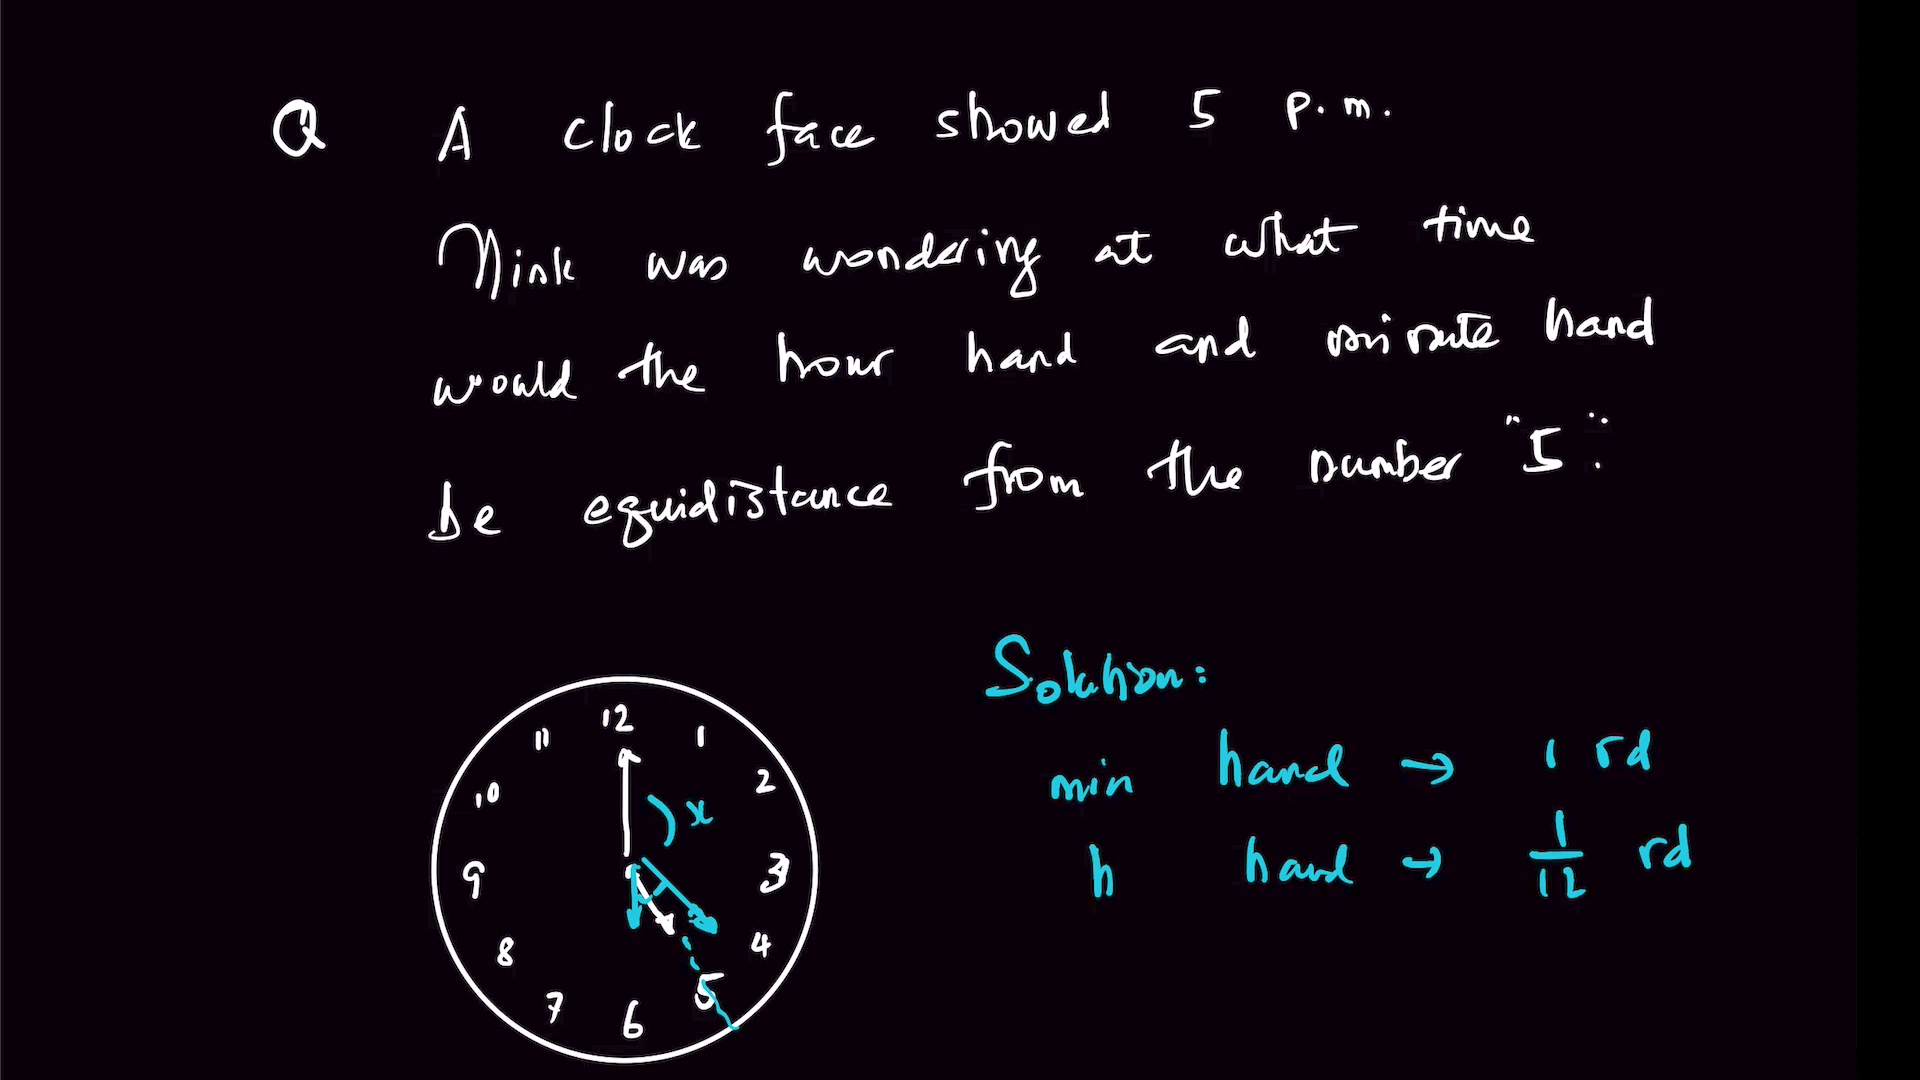 Q A clock face showed 5 p.m.
Nink was wondering at what time
would the hour hand and minute hand
be equidistance from the number "5".
Solution:
min hand → 1 rd
h hand → 1/12 rd
12
11 1
10 2
x
9 3
8 4
7 5
6